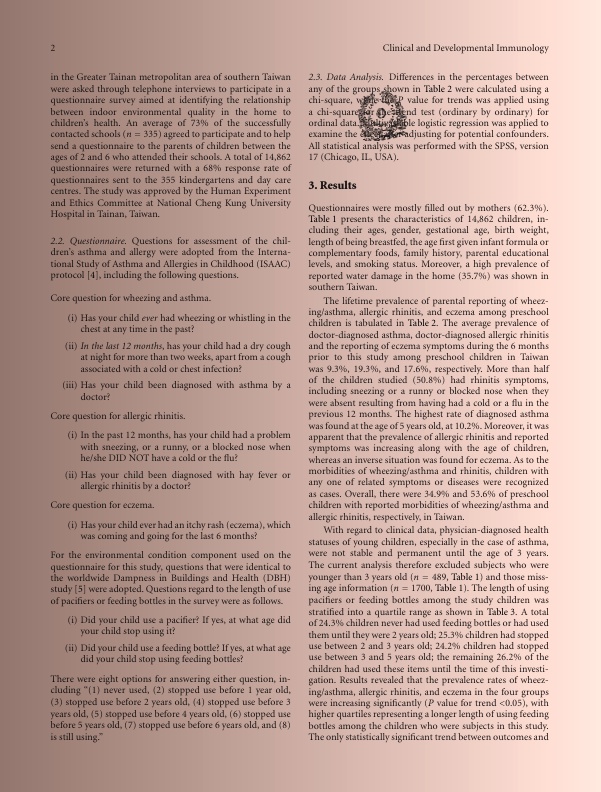 2
Clinical and Developmental Immunology
in the Greater Tainan metropolitan area of southern Taiwan
were asked through telephone interviews to participate in a
questionnaire survey aimed at identifying the relationship
between indoor environmental quality in the home to
children's health. An average of 73% of the successfully
contacted schools (n = 335) agreed to participate and to help
send a questionnaire to the parents of children between the
ages of 2 and 6 who attended their schools. A total of 14,862
questionnaires were returned with a 68% response rate of
questionnaires sent to the 355 kindergartens and day care
centres. The study was approved by the Human Experiment
and Ethics Committee at National Cheng Kung University
Hospital in Tainan, Taiwan.
2.2. Questionnaire. Questions for assessment of the chil-
dren's asthma and allergy were adopted from the Interna-
tional Study of Asthma and Allergies in Childhood (ISAAC)
protocol [4], including the following questions.
Core question for wheezing and asthma.
(i) Has your child ever had wheezing or whistling in the
chest at any time in the past?
(ii) In the last 12 months, has your child had a dry cough
at night for more than two weeks, apart from a cough
associated with a cold or chest infection?
(iii) Has your child been diagnosed with asthma by a
doctor?
Core question for allergic rhinitis.
(i) In the past 12 months, has your child had a problem
with sneezing, or a runny, or a blocked nose when
he/she DID NOT have a cold or the flu?
(ii) Has your child been diagnosed with hay fever or
allergic rhinitis by a doctor?
Core question for eczema.
(i) Has your child ever had an itchy rash (eczema), which
was coming and going for the last 6 months?
For the environmental condition component used on the
questionnaire for this study, questions that were identical to
the worldwide Dampness in Buildings and Health (DBH)
study [5] were adopted. Questions regard to the length of use
of pacifiers or feeding bottles in the survey were as follows.
(i) Did your child use a pacifier? If yes, at what age did
your child stop using it?
(ii) Did your child use a feeding bottle? If yes, at what age
did your child stop using feeding bottles?
There were eight options for answering either question, in-
cluding "(1) never used, (2) stopped use before 1 year old,
(3) stopped use before 2 years old, (4) stopped use before 3
years old, (5) stopped use before 4 years old, (6) stopped use
before 5 years old, (7) stopped use before 6 years old, and (8)
is still using."
2.3. Data Analysis. Differences in the percentages between
any of the groups shown in Table 2 were calculated using a
chi-square, P value for trends was applied using
a chi-square trend test (ordinary by ordinary) for
ordinal data. logistic regression was applied to
examine the adjusting for potential confounders.
All statistical analysis was performed with the SPSS, version
17 (Chicago, IL, USA).
3. Results
Questionnaires were mostly filled out by mothers (62.3%).
Table 1 presents the characteristics of 14,862 children, in-
cluding their ages, gender, gestational age, birth weight,
length of being breastfed, the age first given infant formula or
complementary foods, family history, parental educational
levels, and smoking status. Moreover, a high prevalence of
reported water damage in the home (35.7%) was shown in
southern Taiwan.
The lifetime prevalence of parental reporting of wheez-
ing/asthma, allergic rhinitis, and eczema among preschool
children is tabulated in Table 2. The average prevalence of
doctor-diagnosed asthma, doctor-diagnosed allergic rhinitis
and the reporting of eczema symptoms during the 6 months
prior to this study among preschool children in Taiwan
was 9.3%, 19.3%, and 17.6%, respectively. More than half
of the children studied (50.8%) had rhinitis symptoms,
including sneezing or a runny or blocked nose when they
were absent resulting from having had a cold or a flu in the
previous 12 months. The highest rate of diagnosed asthma
was found at the age of 5 years old, at 10.2%. Moreover, it was
apparent that the prevalence of allergic rhinitis and reported
symptoms was increasing along with the age of children,
whereas an inverse situation was found for eczema. As to the
morbidities of wheezing/asthma and rhinitis, children with
any one of related symptoms or diseases were recognized
as cases. Overall, there were 34.9% and 53.6% of preschool
children with reported morbidities of wheezing/asthma and
allergic rhinitis, respectively, in Taiwan.
With regard to clinical data, physician-diagnosed health
statuses of young children, especially in the case of asthma,
were not stable and permanent until the age of 3 years.
The current analysis therefore excluded subjects who were
younger than 3 years old (n = 489, Table 1) and those miss-
ing age information (n = 1700, Table 1). The length of using
pacifiers or feeding bottles among the study children was
stratified into a quartile range as shown in Table 3. A total
of 24.3% children never had used feeding bottles or had used
them until they were 2 years old; 25.3% children had stopped
use between 2 and 3 years old; 24.2% children had stopped
use between 3 and 5 years old; the remaining 26.2% of the
children had used these items until the time of this investi-
gation. Results revealed that the prevalence rates of wheez-
ing/asthma, allergic rhinitis, and eczema in the four groups
were increasing significantly (P value for trend <0.05), with
higher quartiles representing a longer length of using feeding
bottles among the children who were subjects in this study.
The only statistically significant trend between outcomes and